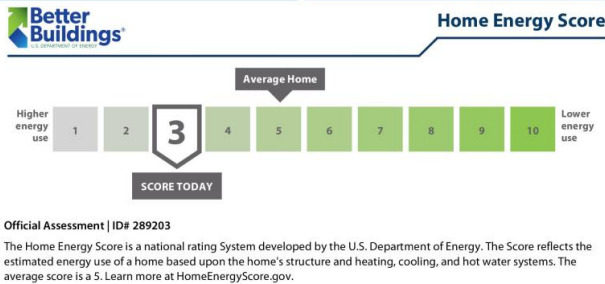 Better
Buildings®
U.S. DEPARTMENT OF ENERGY
Home Energy Score
Average Home
Higher
energy
use
1 2 3 4 5 6 7 8 9 10
Lower
energy
use
SCORE TODAY
Official Assessment | ID# 289203
The Home Energy Score is a national rating System developed by the U.S. Department of Energy. The Score reflects the
estimated energy use of a home based upon the home's structure and heating, cooling, and hot water systems. The
average score is a 5. Learn more at HomeEnergyScore.gov.